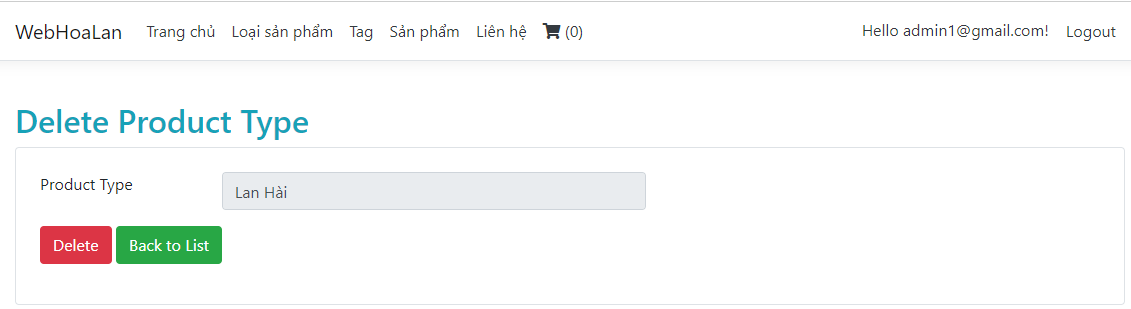 WebHoaLan Trang chủ Loại sản phẩm Tag Sản phẩm Liên hệ (0) Hello admin1@gmail.com! Logout
Delete Product Type
Product Type Lan Hài
Delete Back to List